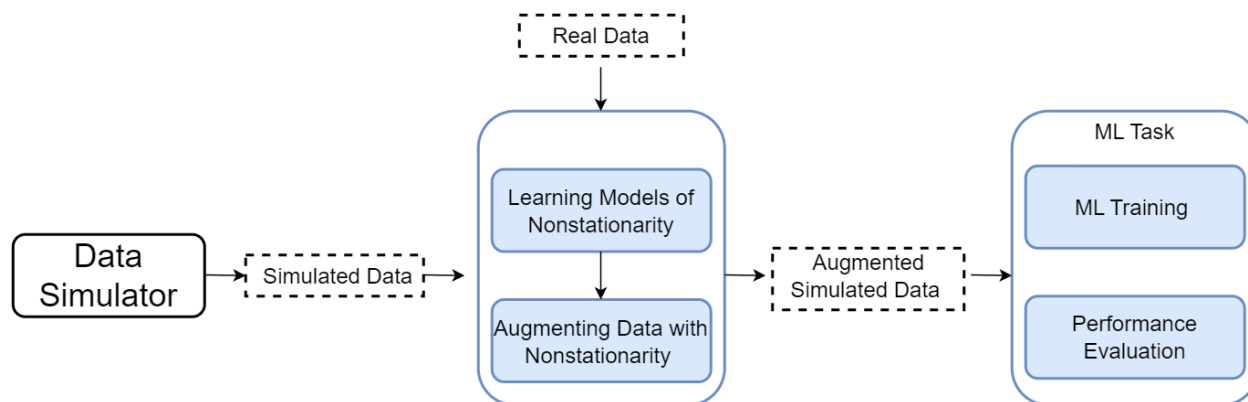 Real Data
ML Task
Learning Models of
Nonstationarity
ML Training
Data
Simulator
Simulated Data
Augmented
Simulated Data
Augmenting Data with
Nonstationarity
Performance
Evaluation